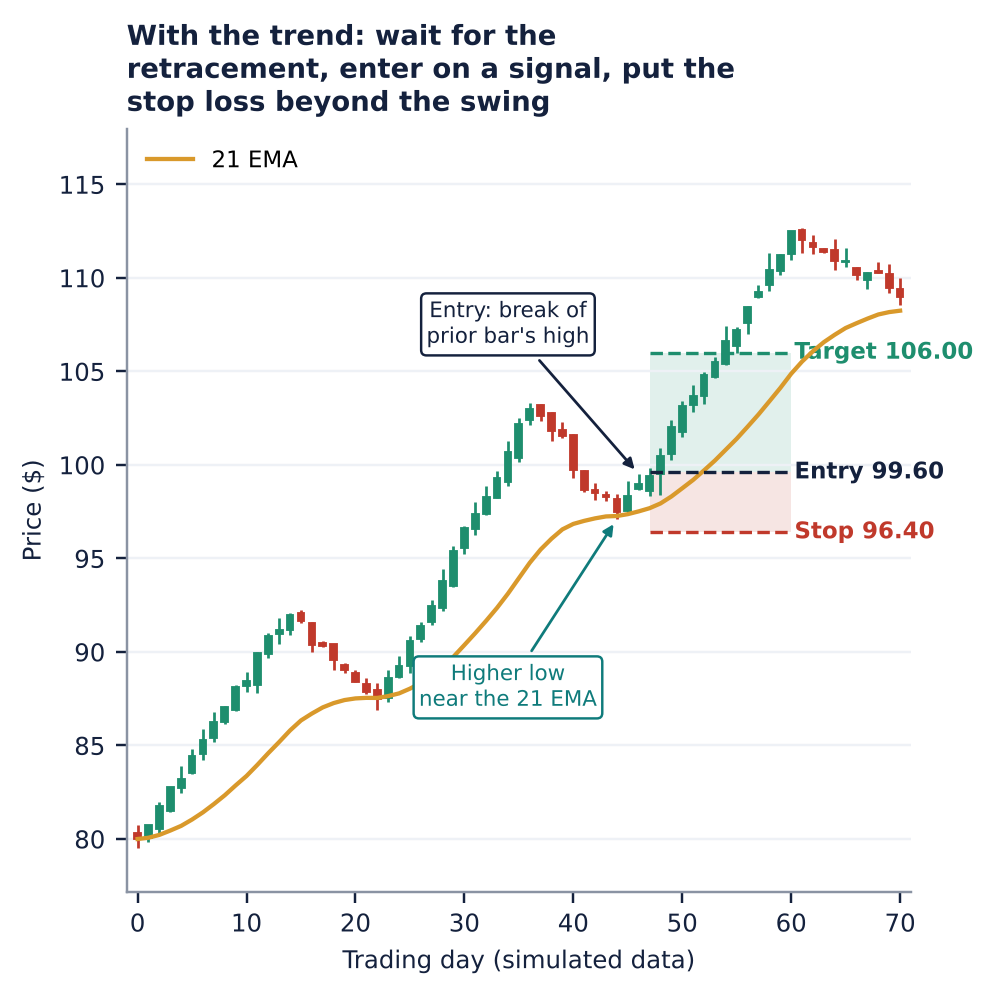 With the trend: wait for the
retracement, enter on a signal, put the
stop loss beyond the swing
21 EMA
115
110
105
100
95
90
85
80
Price ($)
Entry: break of
prior bar's high
Target 106.00
Entry 99.60
Stop 96.40
Higher low
near the 21 EMA
0 10 20 30 40 50 60 70
Trading day (simulated data)